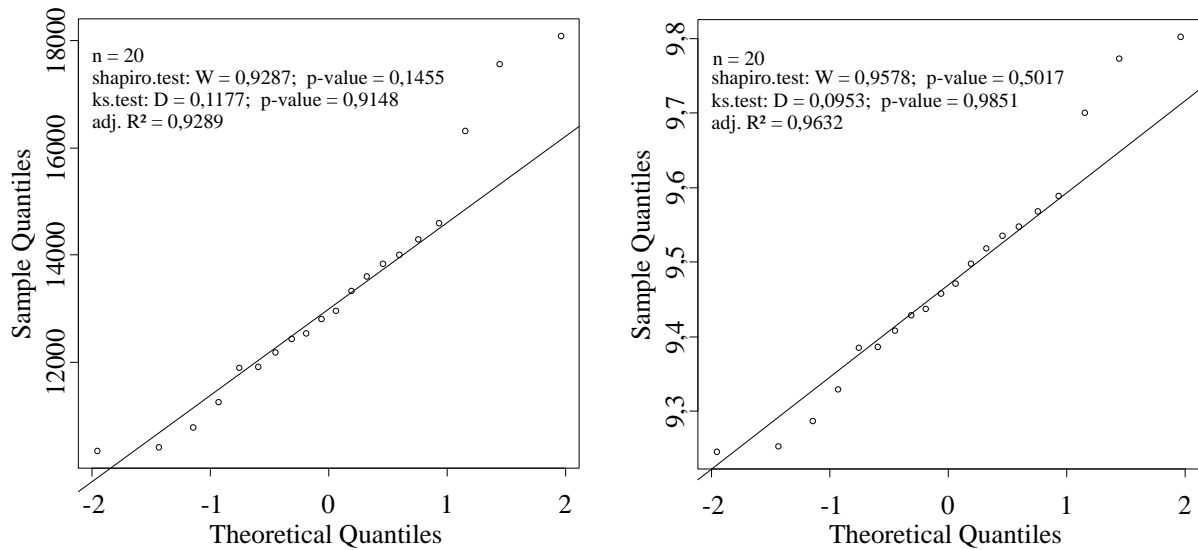 n = 20
shapiro.test: W = 0,9287; p-value = 0,1455
ks.test: D = 0,1177; p-value = 0,9148
adj. R² = 0,9289
18000
16000
14000
12000
Sample Quantiles
-2 -1 0 1 2
Theoretical Quantiles
n = 20
shapiro.test: W = 0,9578; p-value = 0,5017
ks.test: D = 0,0953; p-value = 0,9851
adj. R² = 0,9632
9,8
9,7
9,6
9,5
9,4
9,3
Sample Quantiles
-2 -1 0 1 2
Theoretical Quantiles